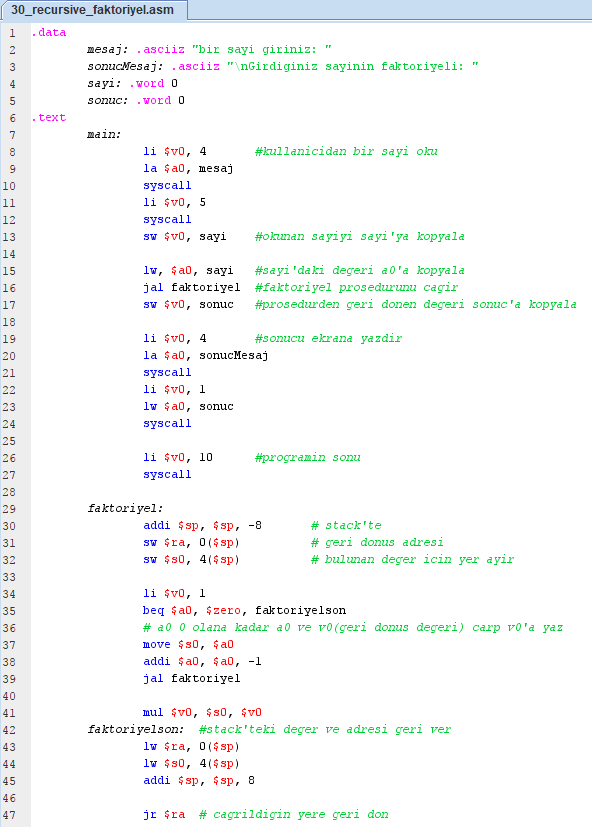 30_recursive_faktoriyel.asm
1 .data
2 mesaj: .asciiz "bir sayi giriniz: "
3 sonucMesaj: .asciiz "\nGirdiginiz sayinin faktoriyeli: "
4 sayi: .word 0
5 sonuc: .word 0
6 .text
7 main:
8 li $v0, 4 #kullanicidan bir sayi oku
9 la $a0, mesaj
10 syscall
11 li $v0, 5
12 syscall
13 sw $v0, sayi #okunan sayiyi sayi'ya kopyala
14
15 lw, $a0, sayi #sayi'daki degeri a0'a kopyala
16 jal faktoriyel #faktoriyel prosedurunu cagir
17 sw $v0, sonuc #prosedurden geri donen degeri sonuc'a kopyala
18
19 li $v0, 4 #sonucu ekrana yazdir
20 la $a0, sonucMesaj
21 syscall
22 li $v0, 1
23 lw $a0, sonuc
24 syscall
25
26 li $v0, 10 #programin sonu
27 syscall
28
29 faktoriyel:
30 addi $sp, $sp, -8 # stack'te
31 sw $ra, 0($sp) # geri donus adresi
32 sw $s0, 4($sp) # bulunan deger icin yer ayir
33
34 li $v0, 1
35 beq $a0, $zero, faktoriyelson
36 # a0 0 olana kadar a0 ve v0(geri donus degeri) carp v0'a yaz
37 move $s0, $a0
38 addi $a0, $a0, -1
39 jal faktoriyel
40
41 mul $v0, $s0, $v0
42 faktoriyelson: #stack'teki deger ve adresi geri ver
43 lw $ra, 0($sp)
44 lw $s0, 4($sp)
45 addi $sp, $sp, 8
46
47 jr $ra # cagrildigin yere geri don